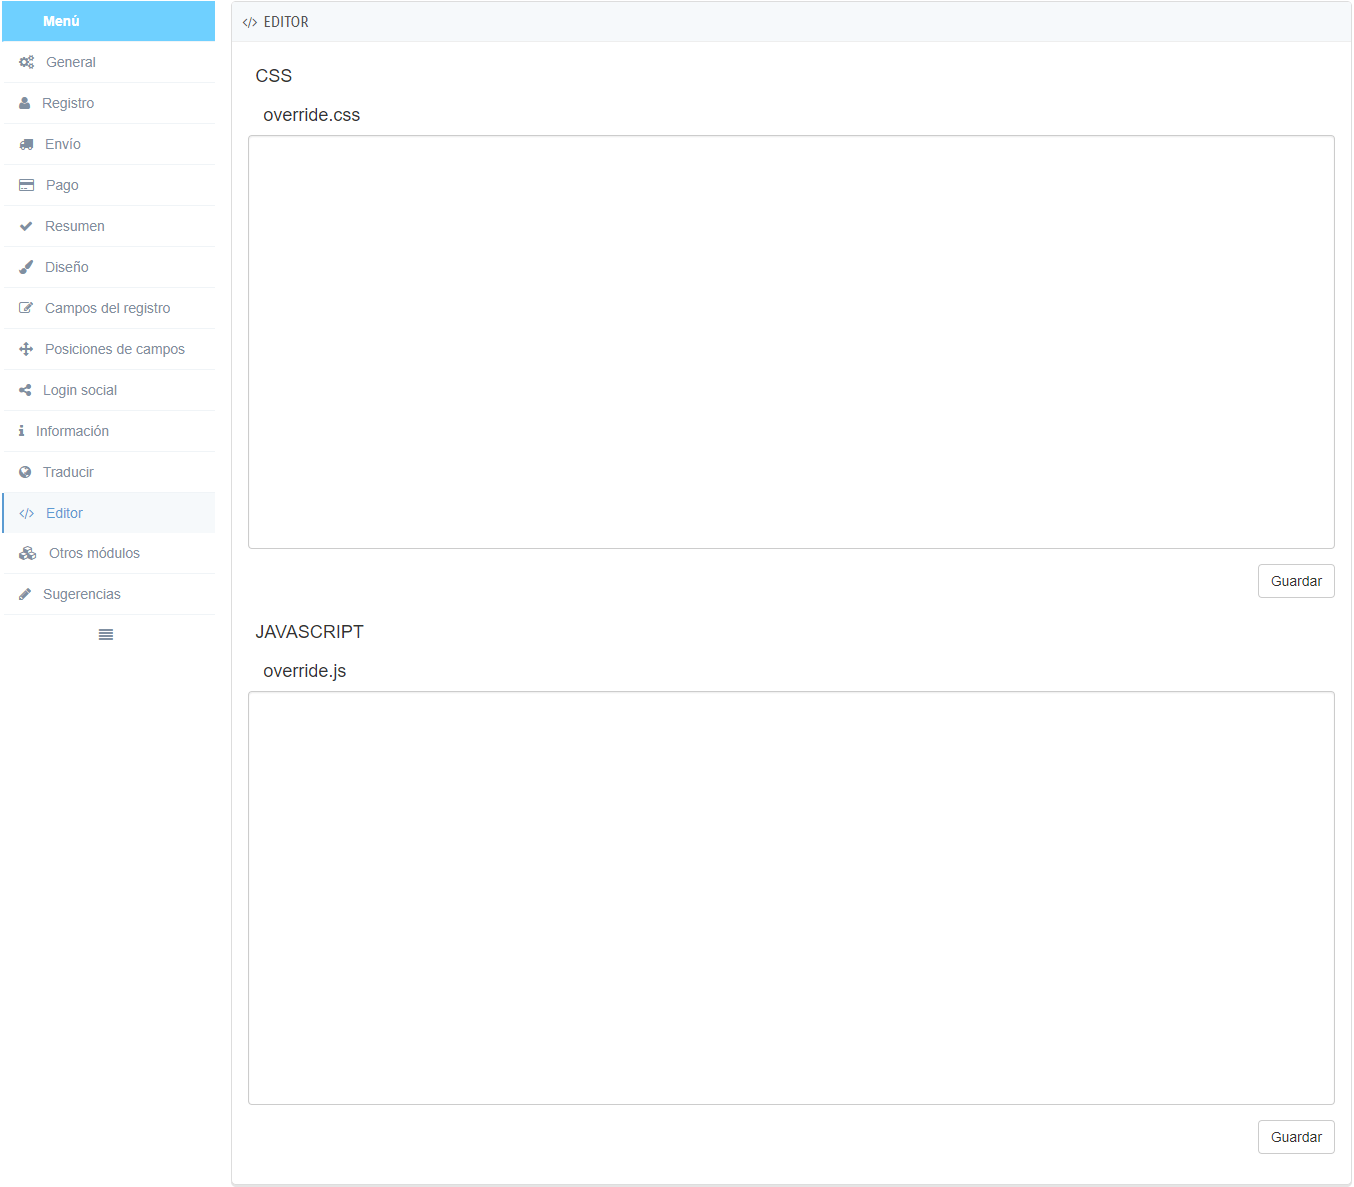 Menú
General
Registro
Envío
Pago
Resumen
Diseño
Campos del registro
Posiciones de campos
Login social
Información
Traducir
Editor
Otros módulos
Sugerencias
</> EDITOR
CSS
override.css
Guardar
JAVASCRIPT
override.js
Guardar